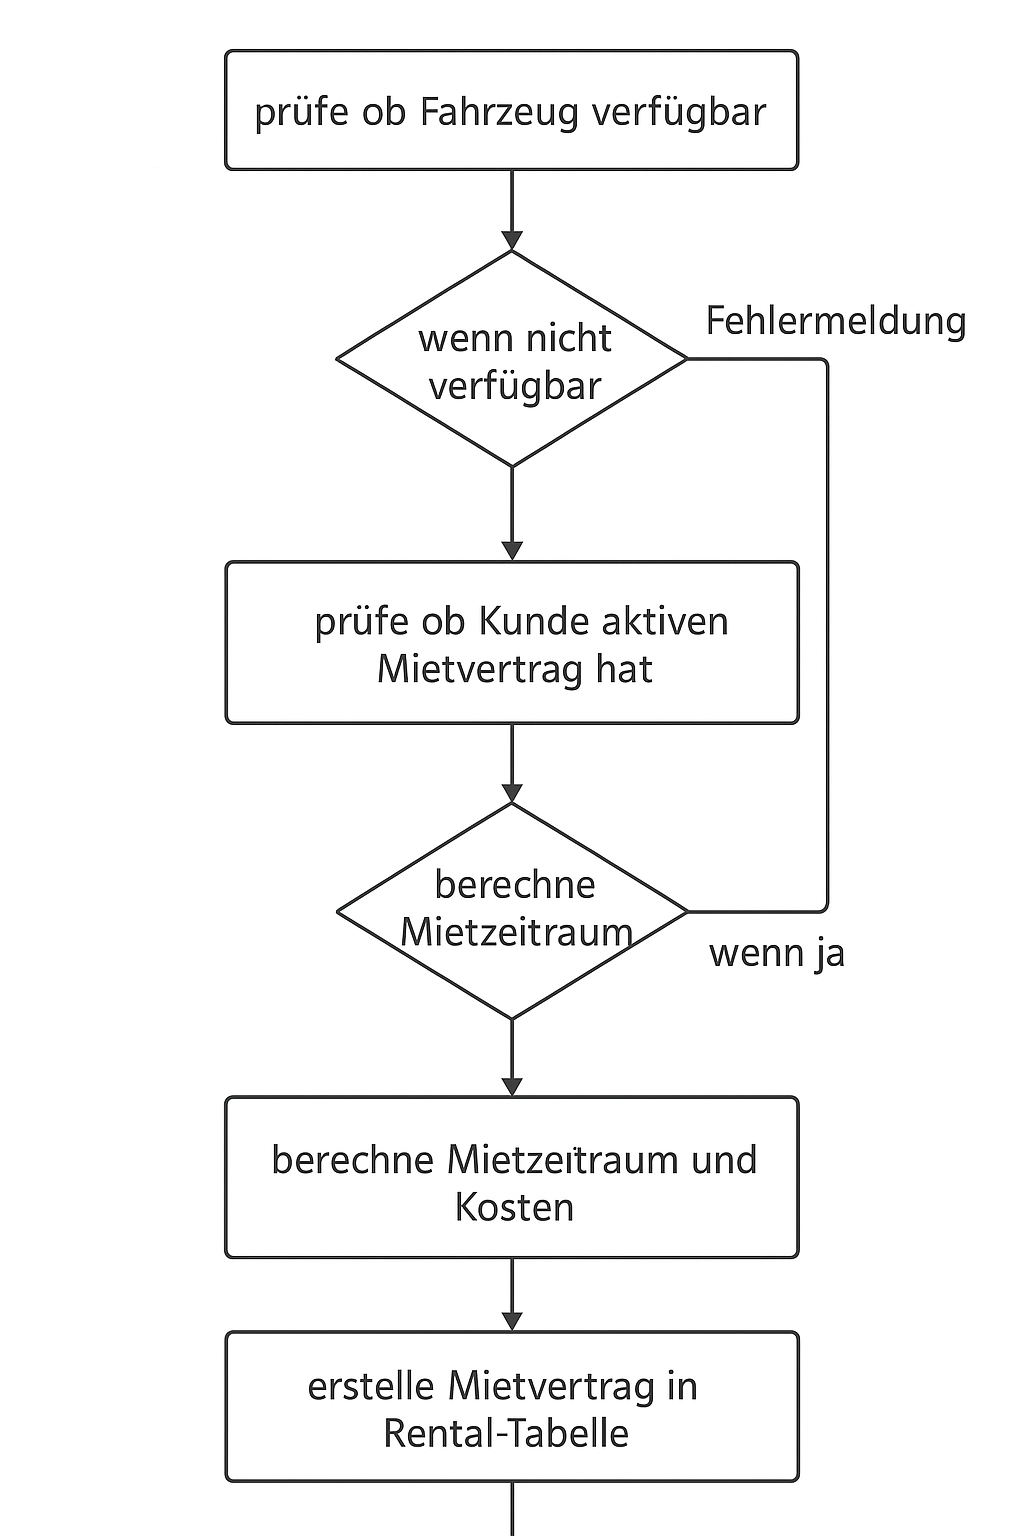 prüfe ob Fahrzeug verfügbar
wenn nicht
verfügbar
Fehlermeldung
prüfe ob Kunde aktiven
Mietvertrag hat
berechne
Mietzeitraum
wenn ja
berechne Mietzeitraum und
Kosten
erstelle Mietvertrag in
Rental-Tabelle